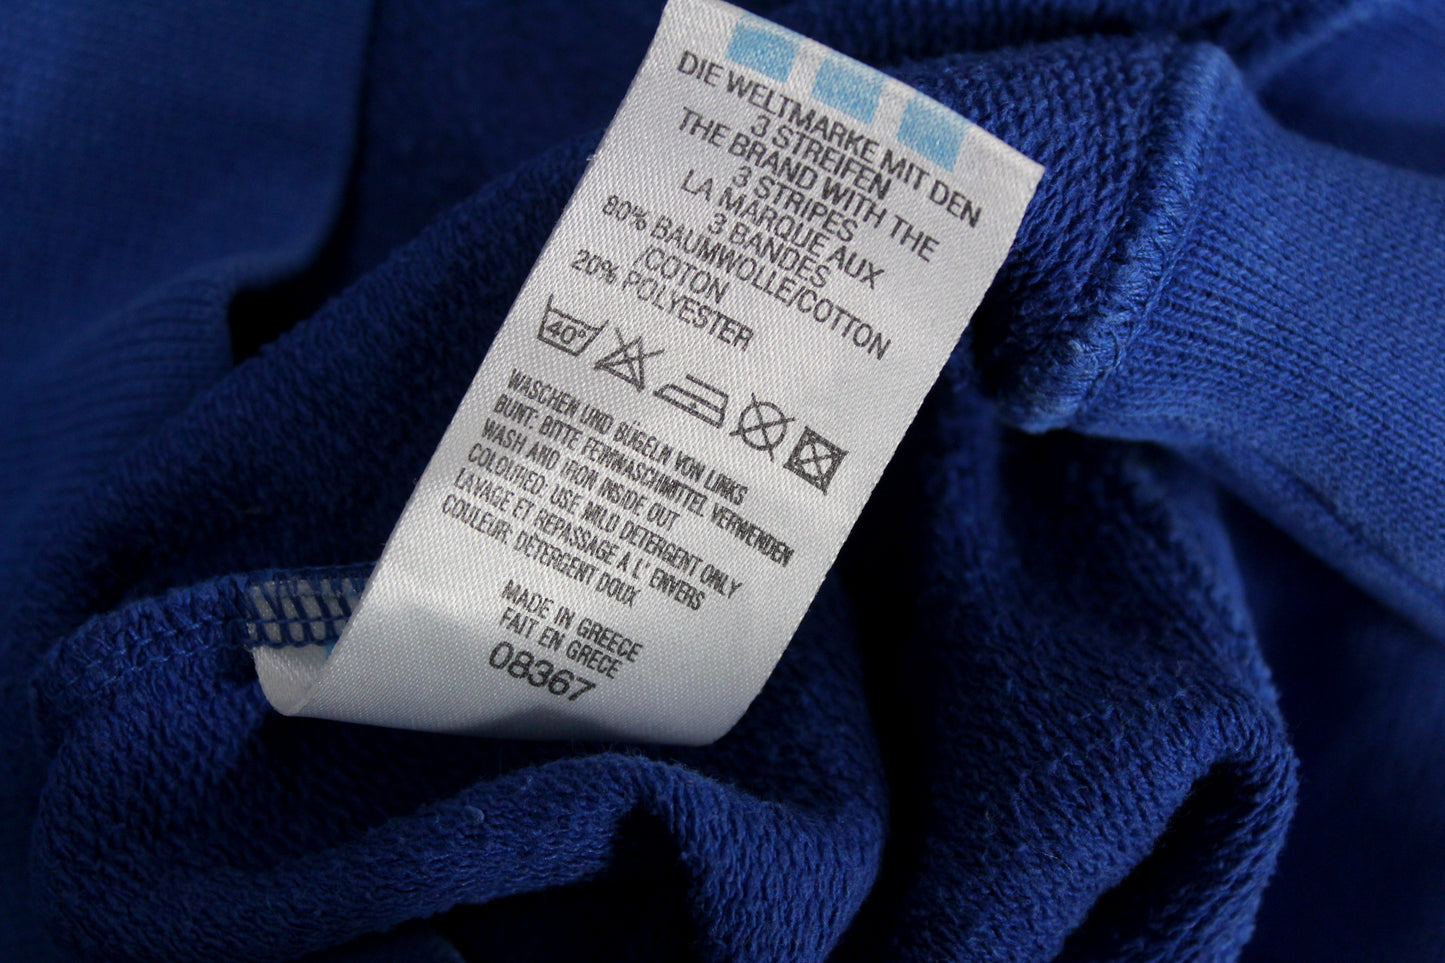 DIE WELTMARKE MIT DEN
3 STREIFEN
THE BRAND WITH THE
3 STRIPES
LA MARQUE AUX
3 BANDES
80% BAUMWOLLE/COTTON
/COTON
20% POLYESTER
40°
WASCHEN UND BÜGELN VON LINKS
BUNT: BITTE FEINWASCHMITTEL VERWENDEN
WASH AND IRON INSIDE OUT
COLOURED: USE MILD DETERGENT ONLY
LAVAGE ET REPASSAGE À L'ENVERS
COULEUR: DÉTERGENT DOUX
MADE IN GREECE
FAIT EN GRECE
08367